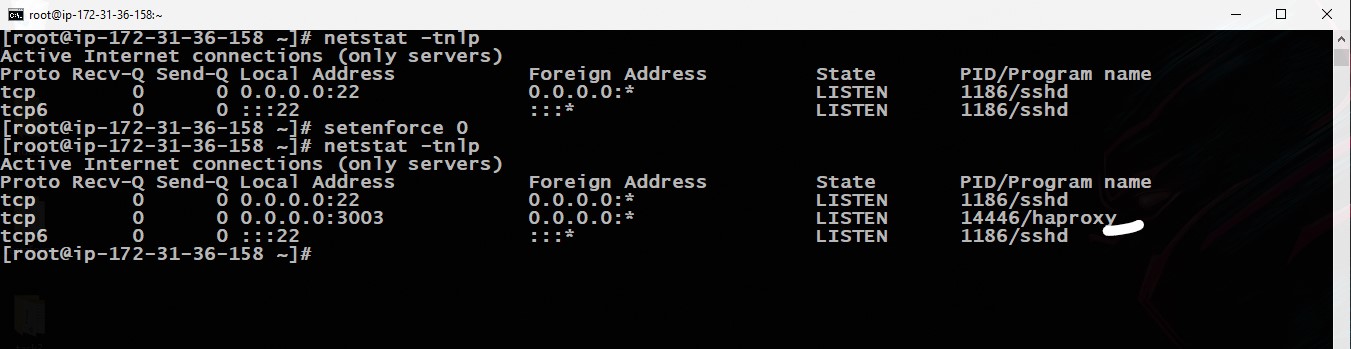 root@ip-172-31-36-158:~
[root@ip-172-31-36-158 ~]# netstat -tnlp
Active Internet connections (only servers)
Proto Recv-Q Send-Q Local Address Foreign Address State PID/Program name
tcp 0 0 0.0.0.0:22 0.0.0.0:* LISTEN 1186/sshd
tcp6 0 0 :::22 :::* LISTEN 1186/sshd
[root@ip-172-31-36-158 ~]# setenforce 0
[root@ip-172-31-36-158 ~]# netstat -tnlp
Active Internet connections (only servers)
Proto Recv-Q Send-Q Local Address Foreign Address State PID/Program name
tcp 0 0 0.0.0.0:22 0.0.0.0:* LISTEN 1186/sshd
tcp 0 0 0.0.0.0:3003 0.0.0.0:* LISTEN 14446/haproxy
tcp6 0 0 :::22 :::* LISTEN 1186/sshd
[root@ip-172-31-36-158 ~]#